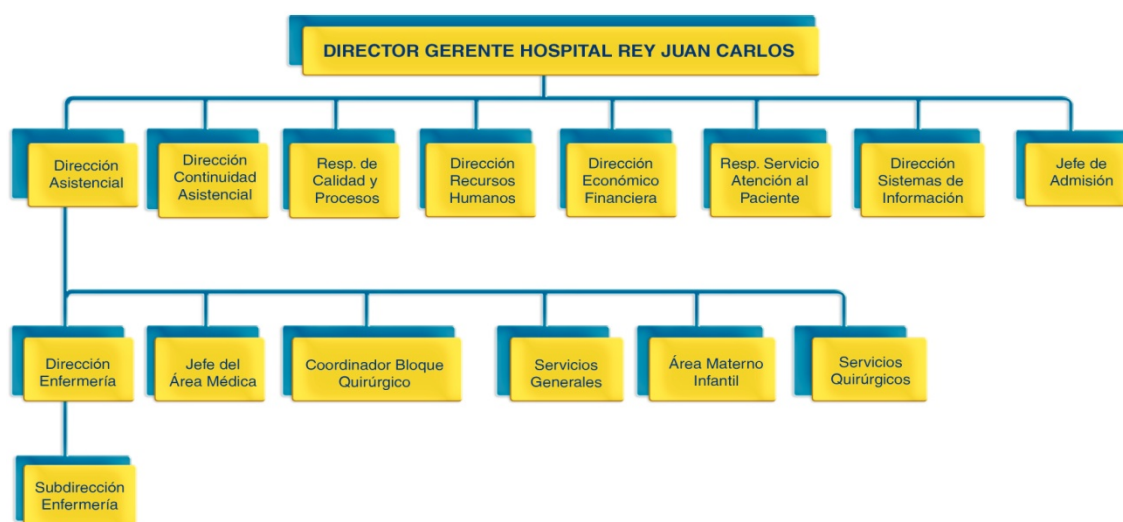 DIRECTOR GERENTE HOSPITAL REY JUAN CARLOS
Dirección
Asistencial
Dirección
Continuidad
Asistencial
Resp. de
Calidad y
Procesos
Dirección
Recursos
Humanos
Dirección
Económico
Financiera
Resp. Servicio
Atención al
Paciente
Dirección
Sistemas de
Información
Jefe de
Admisión
Dirección
Enfermería
Jefe del
Área Médica
Coordinador Bloque
Quirúrgico
Servicios
Generales
Área Materno
Infantil
Servicios
Quirúrgicos
Subdirección
Enfermería